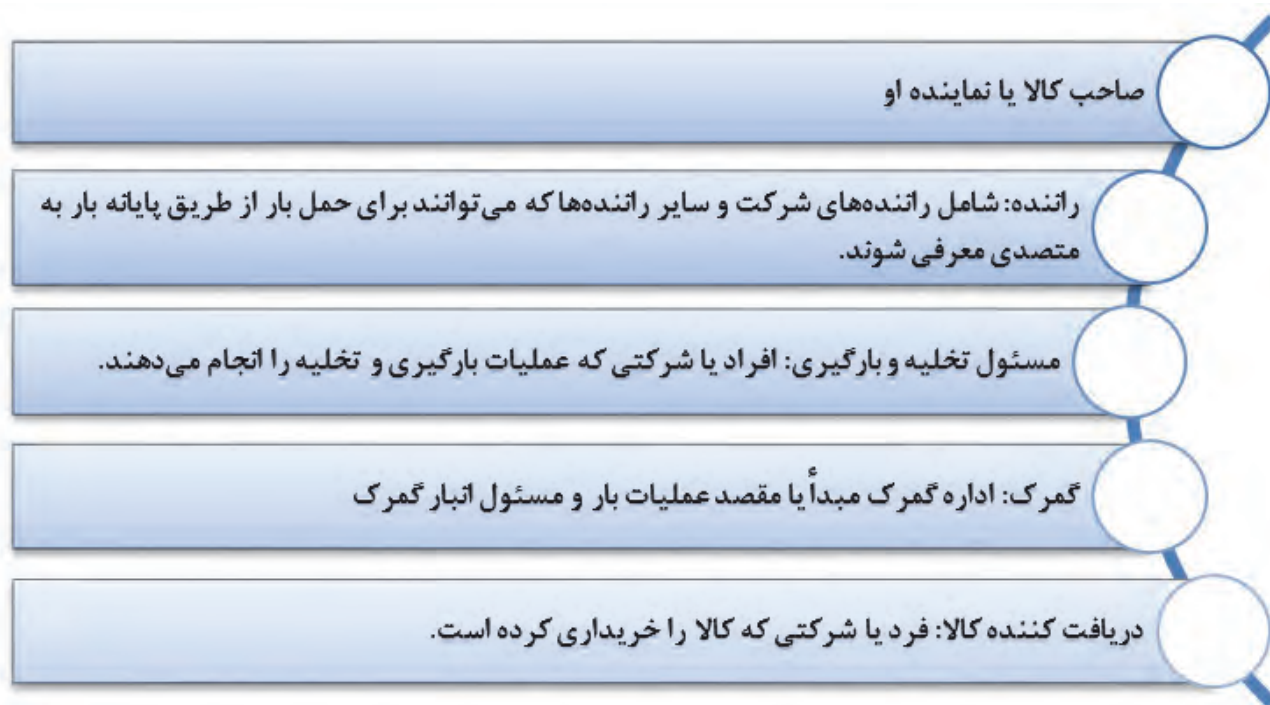 صاحب کالا یا نماینده او
راننده: شامل راننده‌های شرکت و سایر راننده‌ها که می‌توانند برای حمل بار از طریق پایانه بار به
متصدی معرفی شوند.
مسئول تخلیه و بارگیری: افراد یا شرکتی که عملیات بارگیری و تخلیه را انجام می‌دهند.
گمرک: اداره گمرک مبدأ یا مقصد عملیات بار و مسئول انبار گمرک
دریافت کننده کالا: فرد یا شرکتی که کالا را خریداری کرده است.